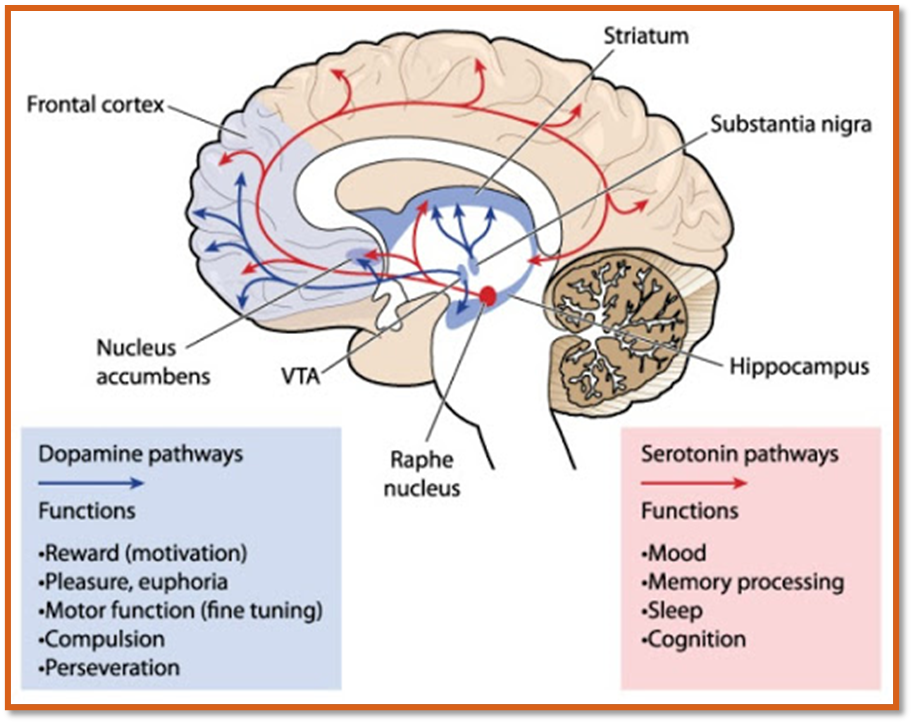 Striatum
Frontal cortex
Substantia nigra
Nucleus
accumbens
VTA
Hippocampus
Raphe
nucleus
Dopamine pathways
Functions
•Reward (motivation)
•Pleasure, euphoria
•Motor function (fine tuning)
•Compulsion
•Perseveration
Serotonin pathways
Functions
•Mood
•Memory processing
•Sleep
•Cognition